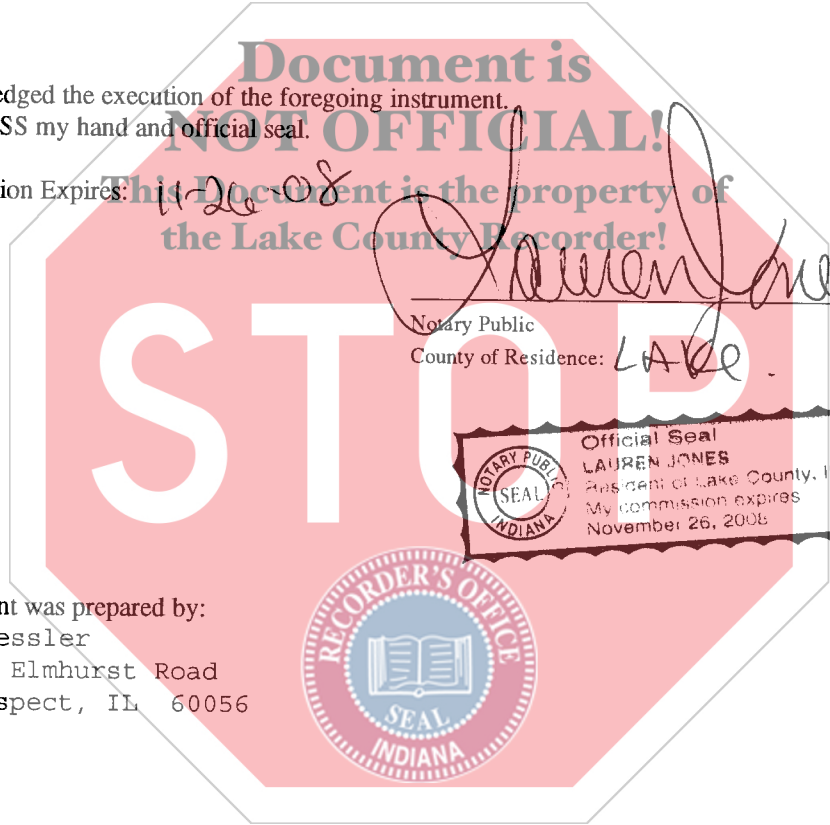 Document is
edged the execution of the foregoing instrument.
SS my hand and official seal.
NOT OFFICIAL!
ion Expires: 11-26-08
This Document is the property of
the Lake County Recorder!
Lauren Jone
Notary Public
County of Residence: LAKe.
STOP
Official Seal
LAUREN JONES
Resident of Lake County, I
My commission expires
November 26, 2008
NOTARY PUBLI
SEAL
INDIANA
nt was prepared by:
essler
Elmhurst Road
spect, IL 60056
RECORDER'S OFFICE
SEAL
INDIANA